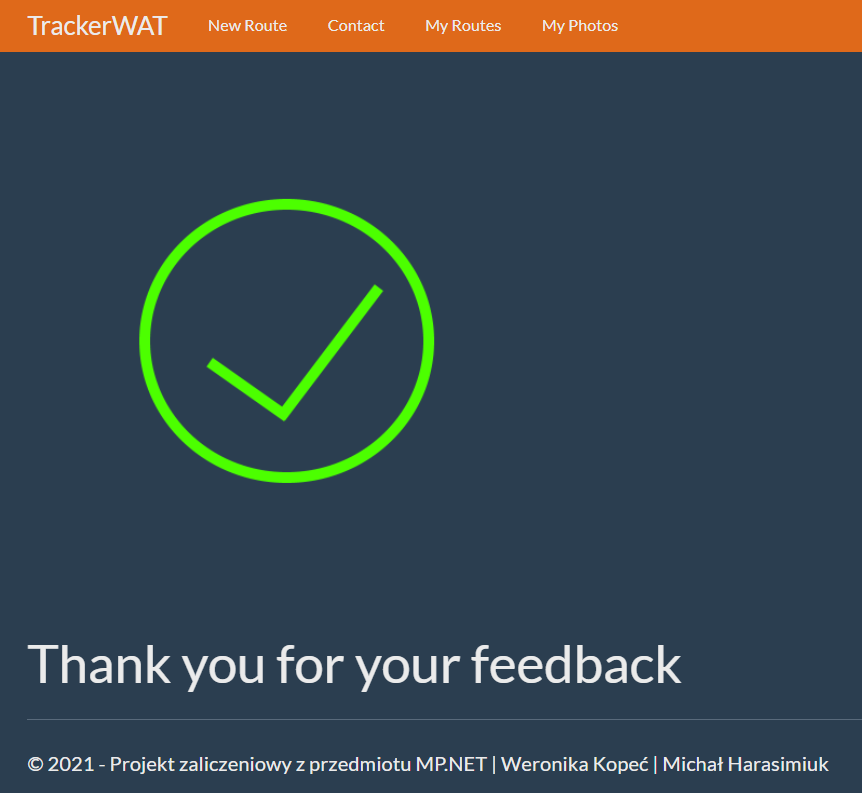 TrackerWAT New Route Contact My Routes My Photos
Thank you for your feedback
© 2021 - Projekt zaliczeniowy z przedmiotu MP.NET | Weronika Kopeć | Michał Harasimiuk